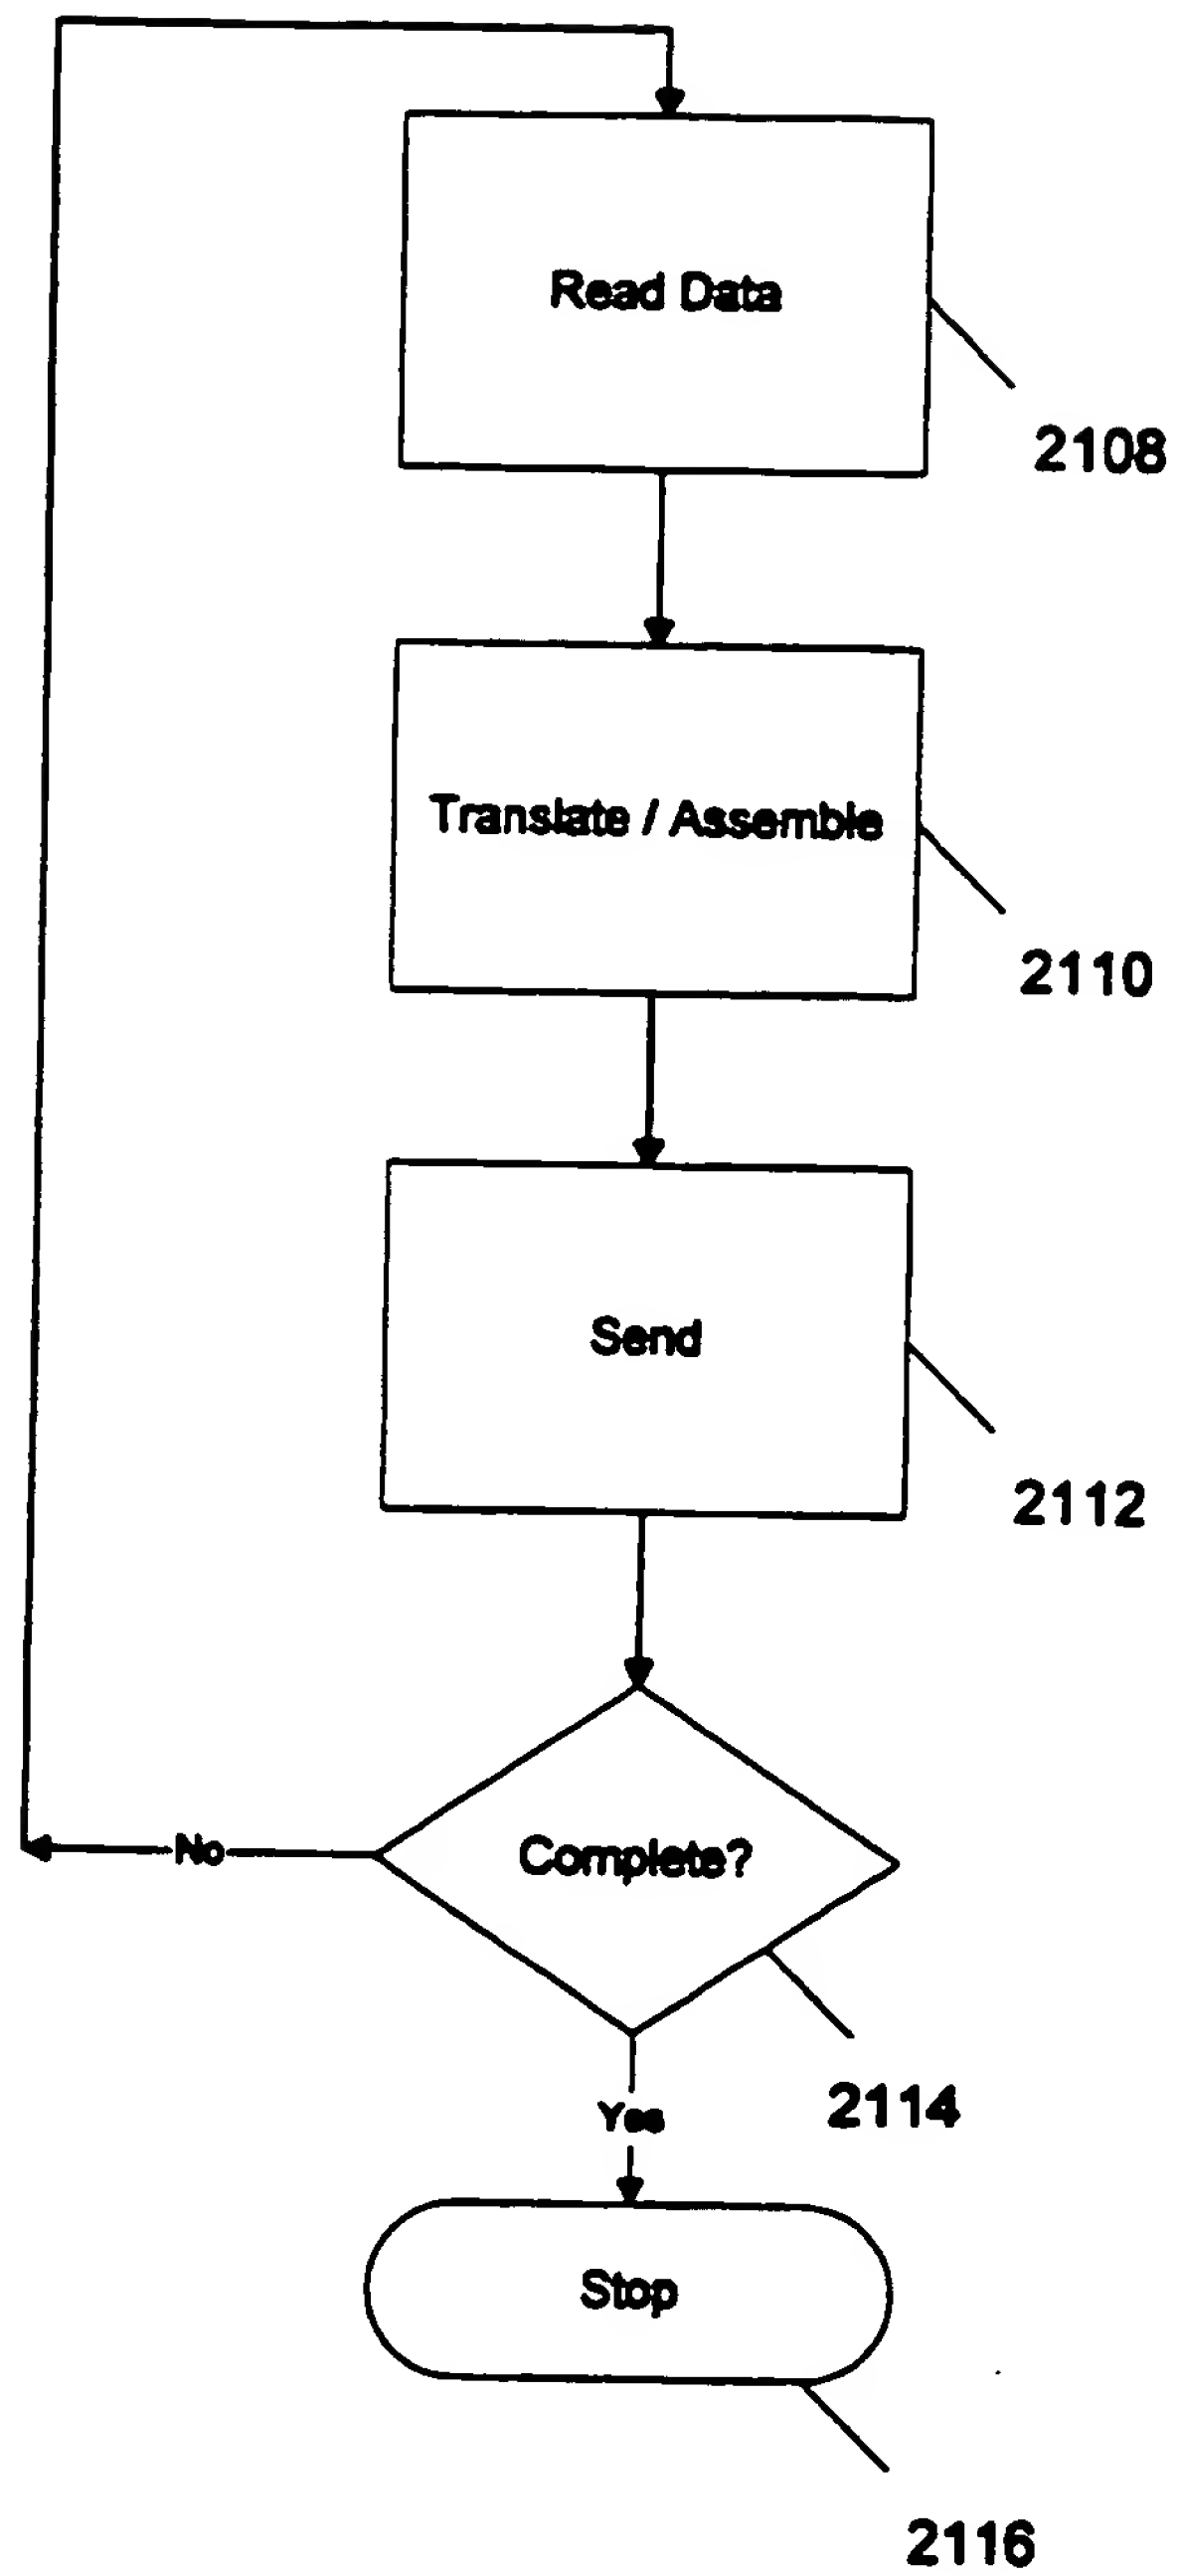 Read Data
2108
Translate / Assemble
2110
Send
2112
Complete?
No
2114
Yes
Stop
2116